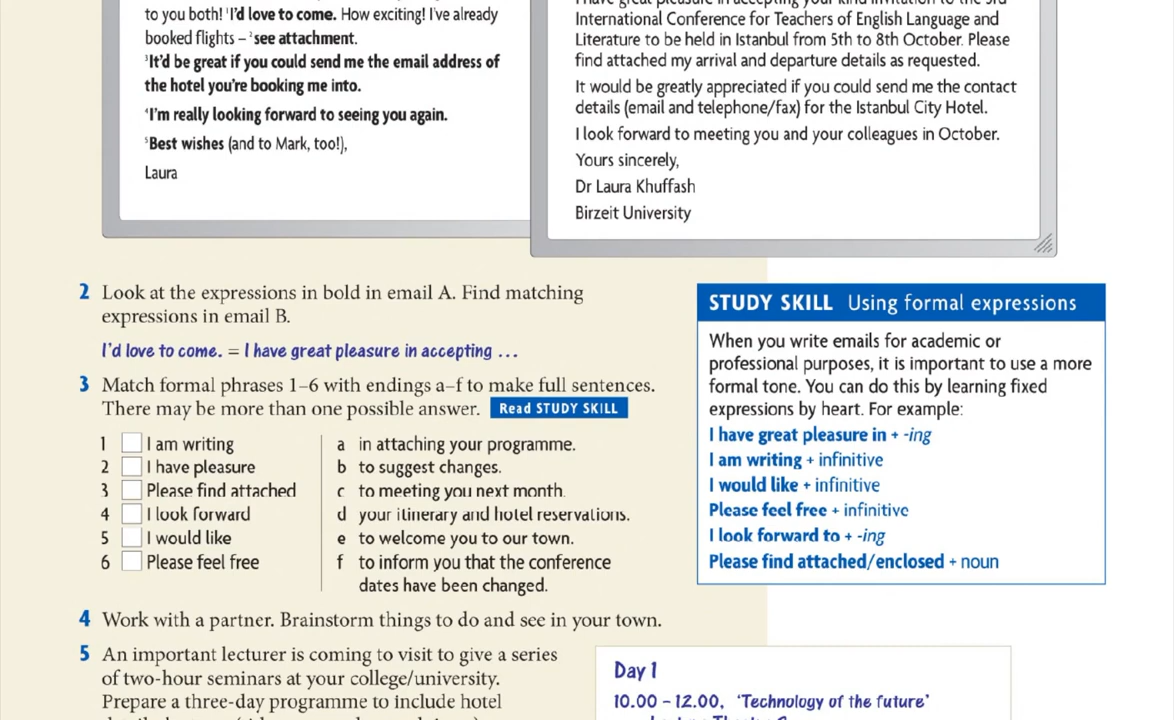 to you both! ¹I'd love to come. How exciting! I've already
booked flights – ²see attachment.
³It'd be great if you could send me the email address of
the hotel you're booking me into.
⁴I'm really looking forward to seeing you again.
⁵Best wishes (and to Mark, too!),
Laura
I have great pleasure in accepting your kind invitation to the 3rd
International Conference for Teachers of English Language and
Literature to be held in Istanbul from 5th to 8th October. Please
find attached my arrival and departure details as requested.
It would be greatly appreciated if you could send me the contact
details (email and telephone/fax) for the Istanbul City Hotel.
I look forward to meeting you and your colleagues in October.
Yours sincerely,
Dr Laura Khuffash
Birzeit University
2 Look at the expressions in bold in email A. Find matching
expressions in email B.
I'd love to come. = I have great pleasure in accepting ...
3 Match formal phrases 1–6 with endings a–f to make full sentences.
There may be more than one possible answer. Read STUDY SKILL
1 I am writing
2 I have pleasure
3 Please find attached
4 I look forward
5 I would like
6 Please feel free
a in attaching your programme.
b to suggest changes.
c to meeting you next month.
d your itinerary and hotel reservations.
e to welcome you to our town.
f to inform you that the conference
dates have been changed.
STUDY SKILL Using formal expressions
When you write emails for academic or
professional purposes, it is important to use a more
formal tone. You can do this by learning fixed
expressions by heart. For example:
I have great pleasure in + -ing
I am writing + infinitive
I would like + infinitive
Please feel free + infinitive
I look forward to + -ing
Please find attached/enclosed + noun
4 Work with a partner. Brainstorm things to do and see in your town.
5 An important lecturer is coming to visit to give a series
of two-hour seminars at your college/university.
Prepare a three-day programme to include hotel
Day 1
10.00 – 12.00, 'Technology of the future'